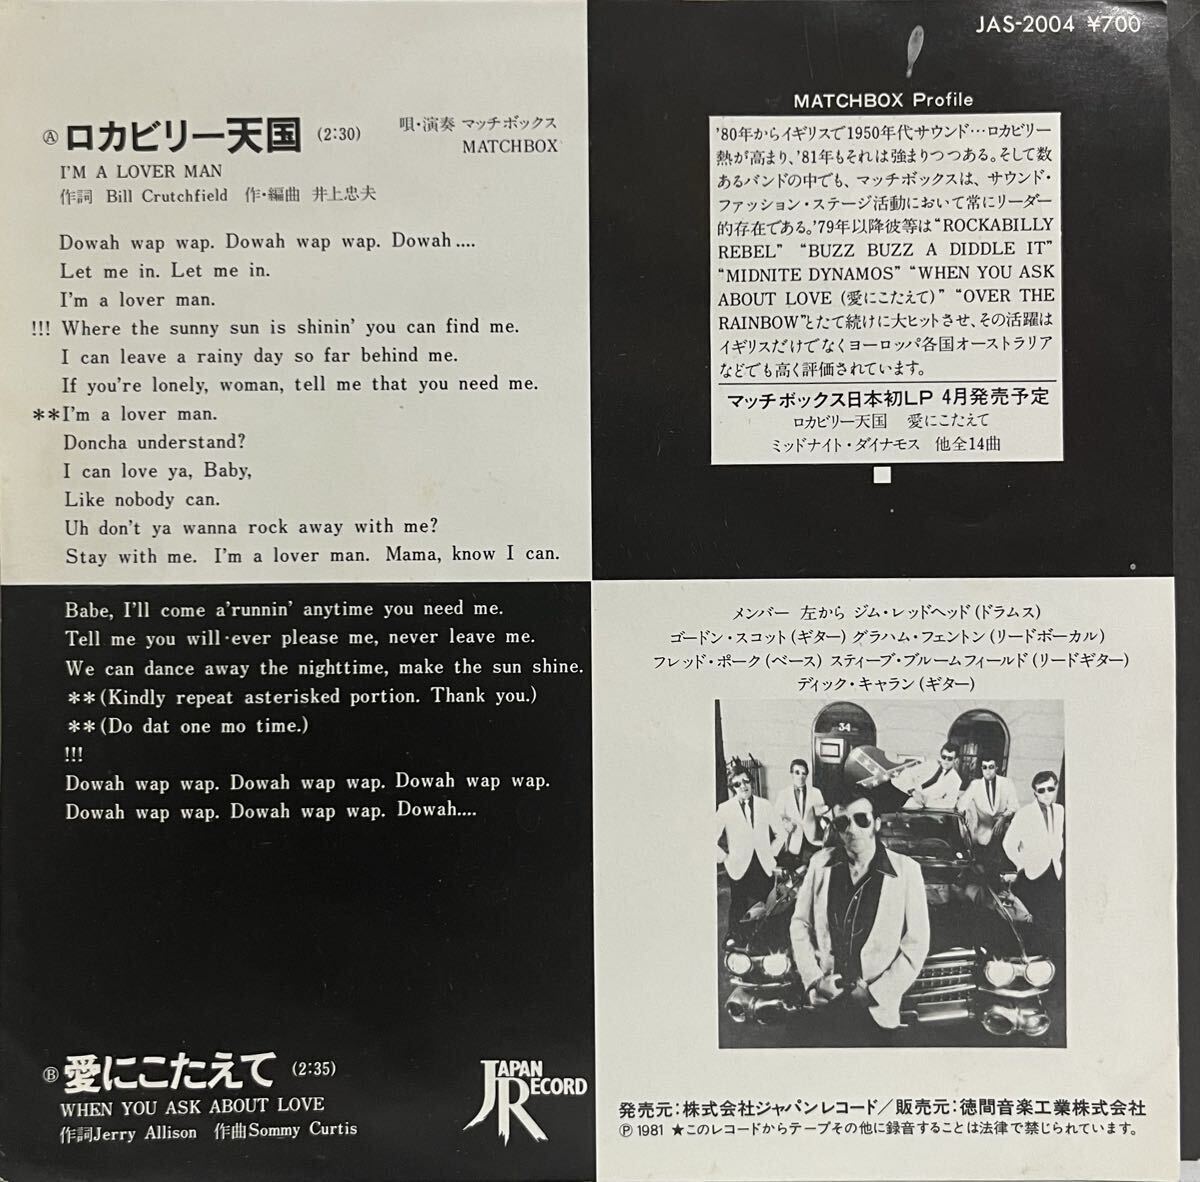 JAS-2004 ¥700
Ⓐ ロカビリー天国 (2:30)
唄・演奏 マッチボックス
MATCHBOX
I'M A LOVER MAN
作詞 Bill Crutchfield 作・編曲 井上忠夫
Dowah wap wap. Dowah wap wap. Dowah....
Let me in. Let me in.
I'm a lover man.
!!! Where the sunny sun is shinin' you can find me.
I can leave a rainy day so far behind me.
If you're lonely, woman, tell me that you need me.
**I'm a lover man.
Doncha understand?
I can love ya, Baby,
Like nobody can.
Uh don't ya wanna rock away with me?
Stay with me. I'm a lover man. Mama, know I can.
Babe, I'll come a'runnin' anytime you need me.
Tell me you will ever please me, never leave me.
We can dance away the nighttime, make the sun shine.
**(Kindly repeat asterisked portion. Thank you.)
**(Do dat one mo time.)
!!!
Dowah wap wap. Dowah wap wap. Dowah wap wap.
Dowah wap wap. Dowah wap wap. Dowah....
Ⓑ 愛にこたえて (2:35)
WHEN YOU ASK ABOUT LOVE
作詞Jerry Allison 作曲Sommy Curtis
JAPAN
RECORD
MATCHBOX Profile
'80年からイギリスで1950年代サウンド…ロカビリー
熱が高まり、'81年もそれは強まりつつある。そして数
あるバンドの中でも、マッチボックスは、サウンド・
ファッション・ステージ活動において常にリーダー
的存在である。'79年以降彼等は“ROCKABILLY
REBEL” “BUZZ BUZZ A DIDDLE IT”
“MIDNITE DYNAMOS” “WHEN YOU ASK
ABOUT LOVE (愛にこたえて)” “OVER THE
RAINBOW”とたて続けに大ヒットさせ、その活躍は
イギリスだけでなくヨーロッパ各国オーストラリア
などでも高く評価されています。
マッチボックス日本初LP 4月発売予定
ロカビリー天国 愛にこたえて
ミッドナイト・ダイナモス 他全14曲
メンバー 左から ジム・レッドヘッド(ドラムス)
ゴードン・スコット(ギター) グラハム・フェントン(リードボーカル)
フレッド・ポーク(ベース) スティーブ・ブルームフィールド(リードギター)
ディック・キャラン(ギター)
34
発売元:株式会社ジャパンレコード/販売元:徳間音楽工業株式会社
Ⓟ 1981 ★このレコードからテープその他に録音することは法律で禁じられています。